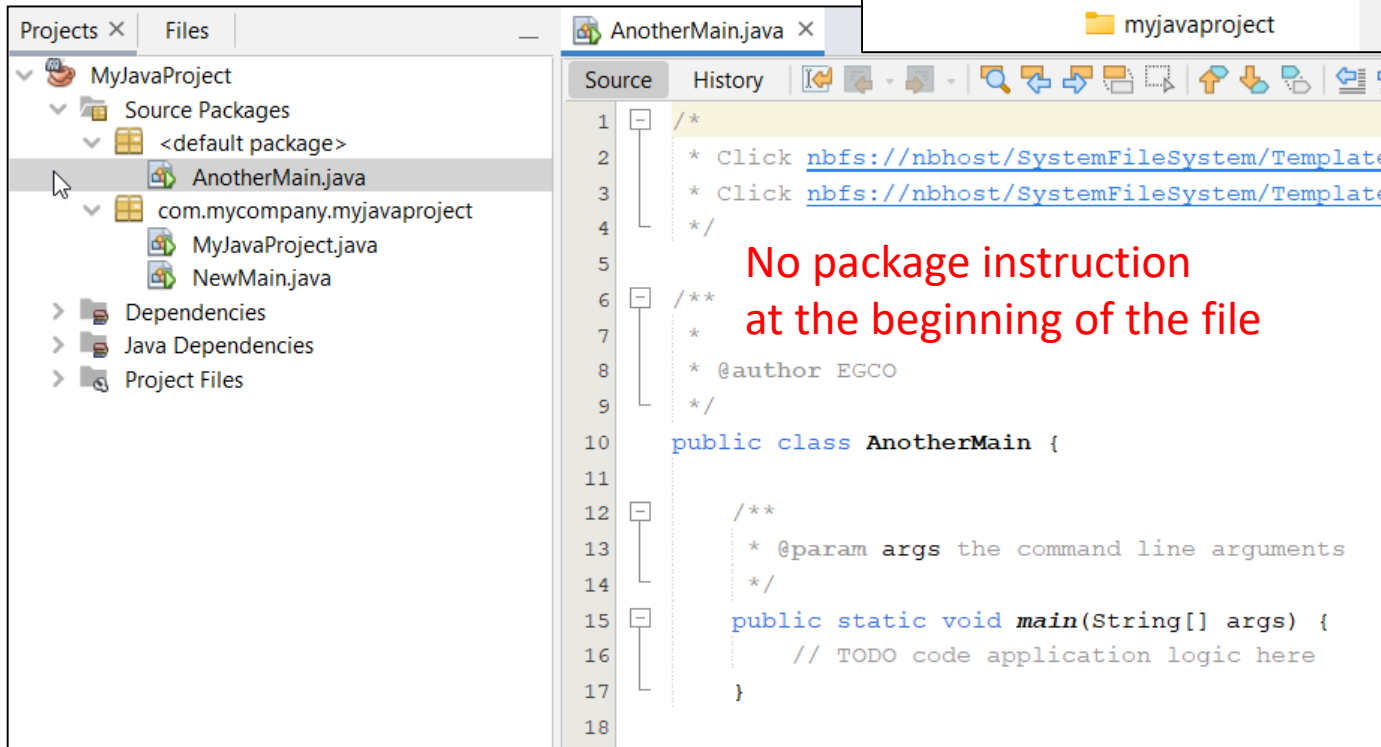 Projects × Files
MyJavaProject
Source Packages
<default package>
AnotherMain.java
com.mycompany.myjavaproject
MyJavaProject.java
NewMain.java
Dependencies
Java Dependencies
Project Files
AnotherMain.java ×
myjavaproject
Source History
1 /*
2 * Click nbfs://nbhost/SystemFileSystem/Template
3 * Click nbfs://nbhost/SystemFileSystem/Template
4 */
5
6 /**
7 *
8 * @author EGCO
9 */
10 public class AnotherMain {
11
12 /**
13 * @param args the command line arguments
14 */
15 public static void main(String[] args) {
16 // TODO code application logic here
17 }
18
No package instruction
at the beginning of the file